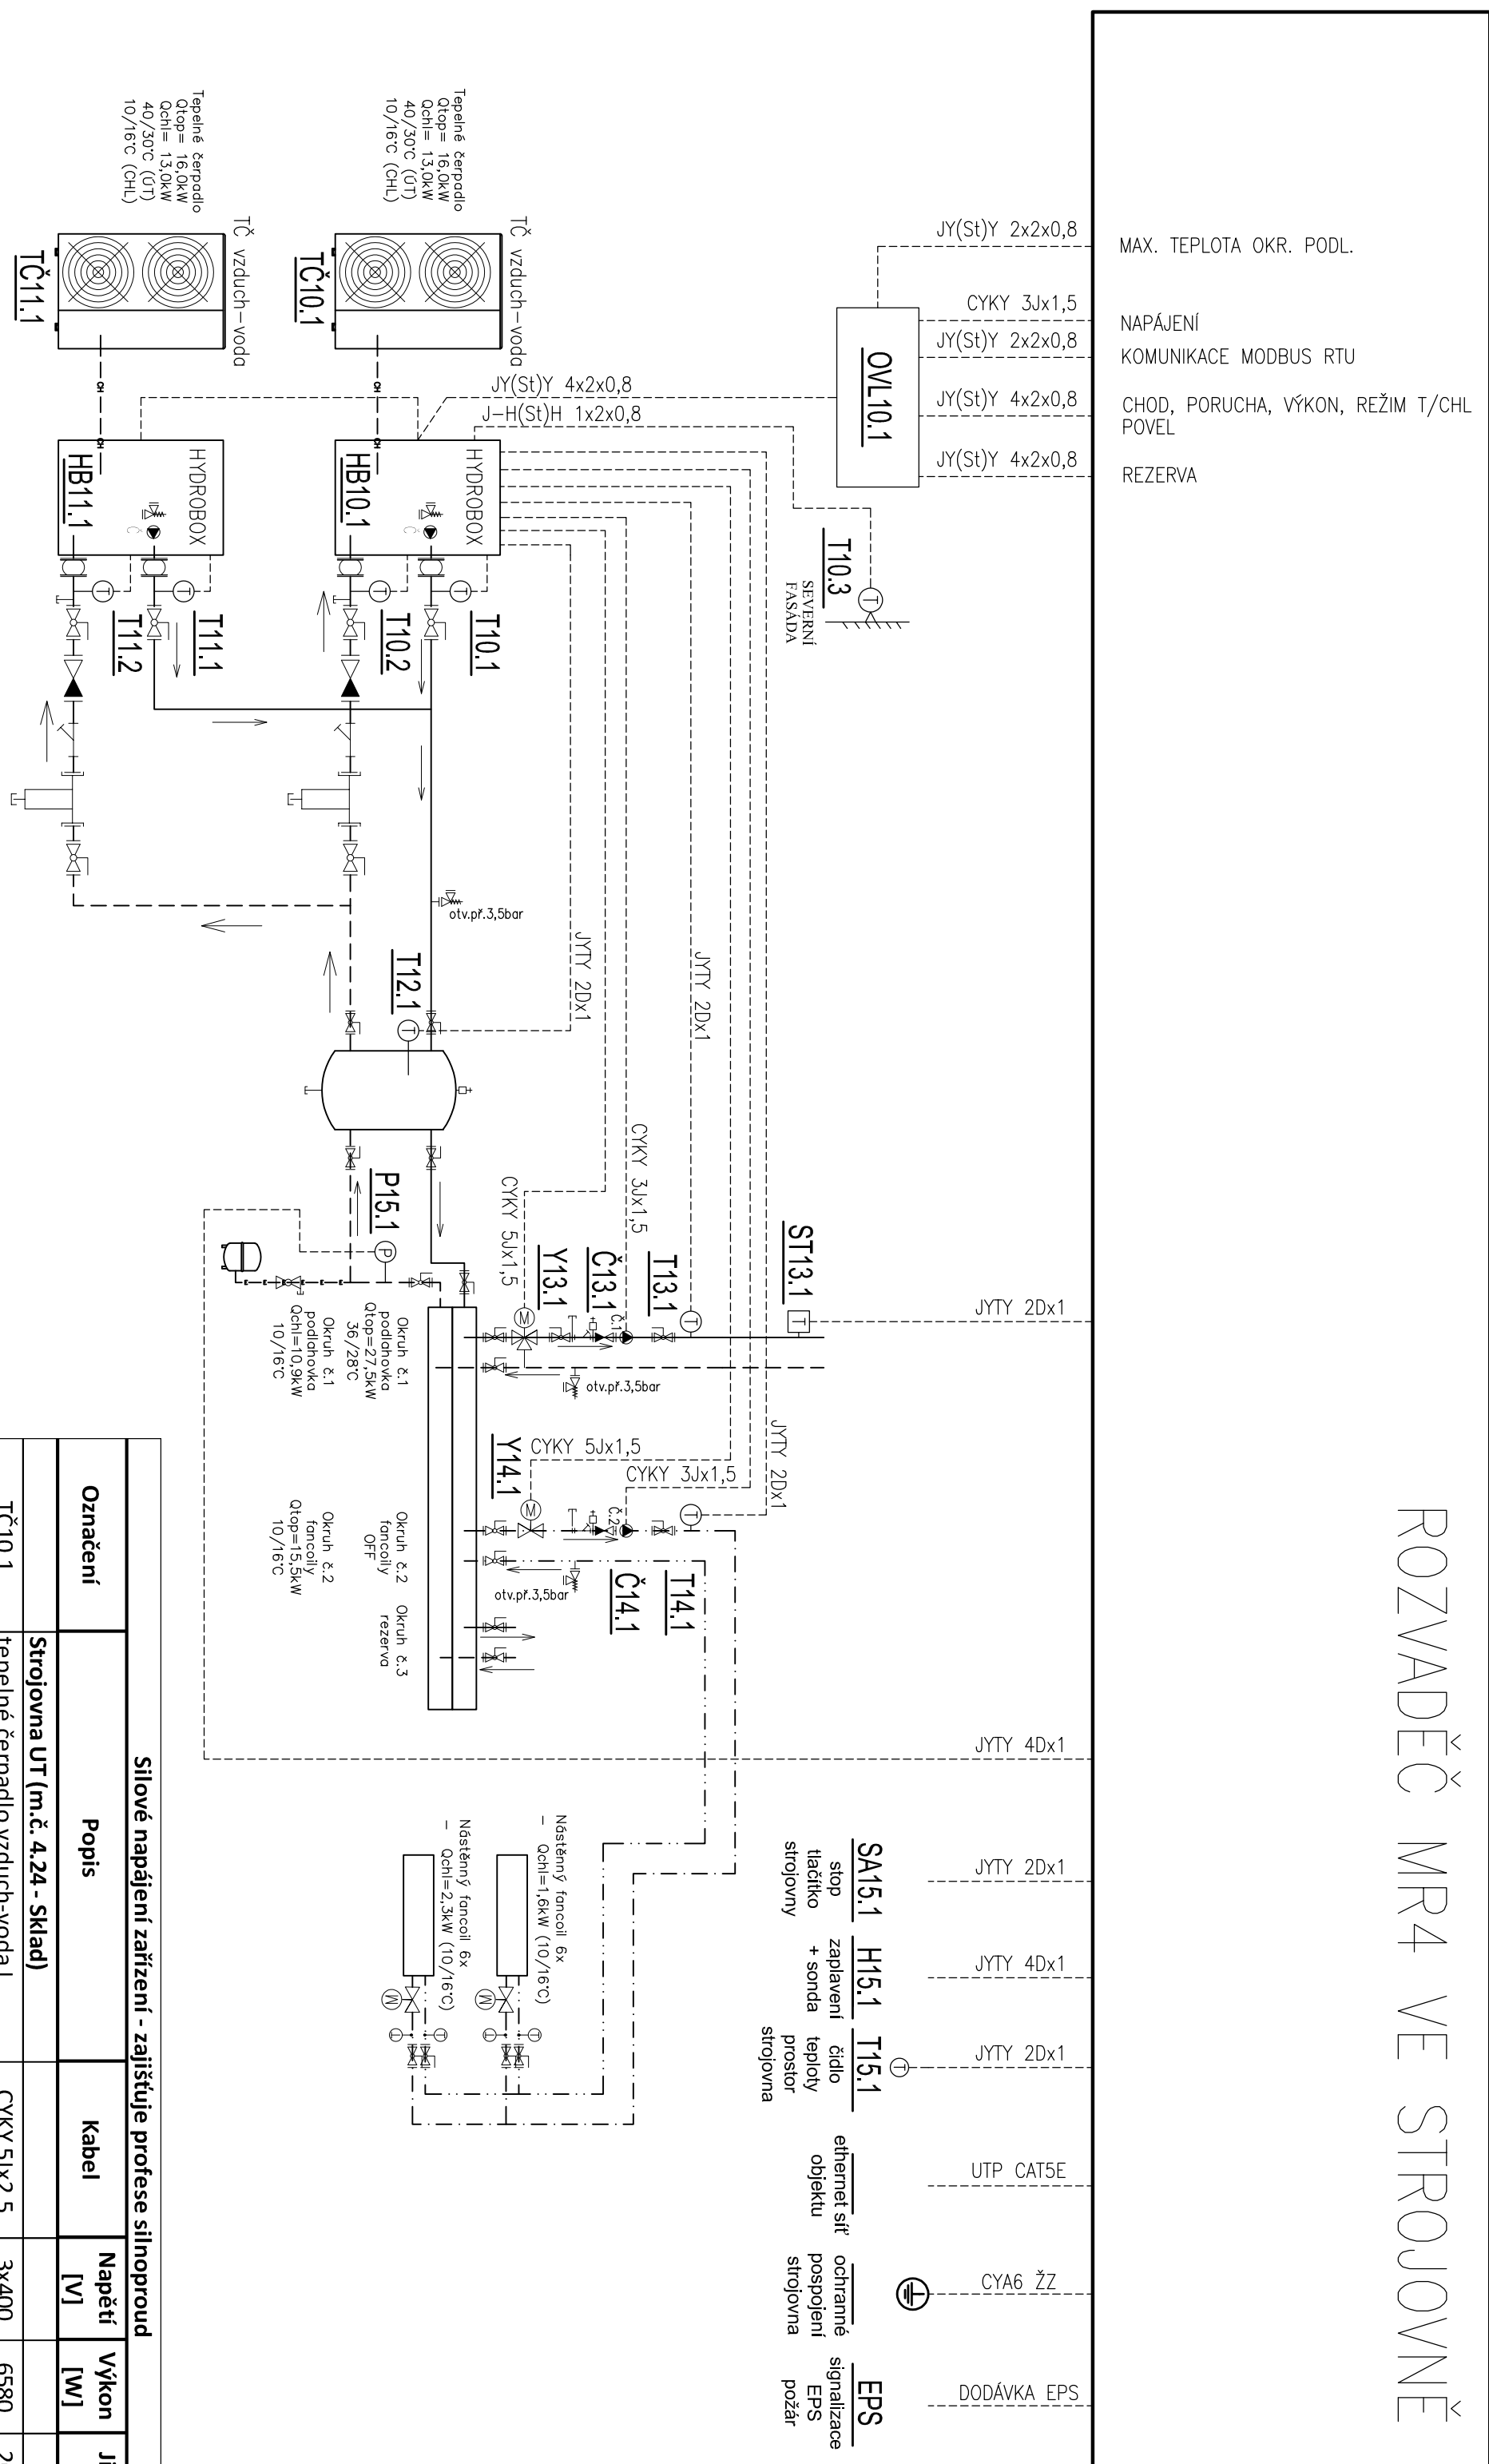 ROZVADĚČ MR4 VE STROJOVNĚ
MAX. TEPLOTA OKR. PODL.
NAPÁJENÍ
KOMUNIKACE MODBUS RTU
CHOD, PORUCHA, VÝKON, REŽIM T/CHL
POVEL
REZERVA
JY(St)Y 2x2x0,8
CYKY 3Jx1,5
JY(St)Y 2x2x0,8
JY(St)Y 4x2x0,8
JY(St)Y 4x2x0,8
OVL10.1
JY(St)Y 4x2x0,8
J-H(St)H 1x2x0,8
T10.3
SEVERNÍ
FASÁDA
Tepelné čerpadlo
Qtop= 16,0kW
Qchl= 13,0kW
40/30°C (ÚT)
10/16°C (CHL)
TČ vzduch-voda
TČ10.1
Tepelné čerpadlo
Qtop= 16,0kW
Qchl= 13,0kW
40/30°C (ÚT)
10/16°C (CHL)
TČ vzduch-voda
TČ11.1
HYDROBOX
HB10.1
HYDROBOX
HB11.1
T10.1
T10.2
T11.1
T11.2
otv.př.3,5bar
T12.1
JYTY 2Dx1
JYTY 2Dx1
CYKY 3Jx1,5
CYKY 5Jx1,5
P15.1
ST13.1
JYTY 2Dx1
T13.1
Č13.1
Č.1
Y13.1
otv.př.3,5bar
Okruh č.1
podlahovka
Qtop=27,5kW
36/28°C
Okruh č.1
podlahovka
Qchl=10,9kW
10/16°C
JYTY 2Dx1
CYKY 3Jx1,5
CYKY 5Jx1,5
Y14.1
Č.2
T14.1
Č14.1
otv.př.3,5bar
Okruh č.2
fancoily
OFF
Okruh č.2
fancoily
Qtop=15,5kW
10/16°C
Okruh č.3
rezerva
JYTY 4Dx1
Nástěnný fancoil 6x
- Qchl=1,6kW (10/16°C)
Nástěnný fancoil 6x
- Qchl=2,3kW (10/16°C)
M
M
M
M
T
T
T
T
T
T
T
T
T
T
T
T
T
P
JYTY 2Dx1
SA15.1
stop
tlačítko
strojovny
JYTY 4Dx1
H15.1
zaplavení
+ sonda
JYTY 2Dx1
T
T15.1
čidlo
teploty
prostor
strojovna
UTP CAT5E
ethernet síť
objektu
CYA6 ŽZ
ochranné
pospojení
strojovna
DODÁVKA EPS
EPS
signalizace
EPS
požár
Silové napájení zařízení - zajišťuje profese silnoproud
Označení
Popis
Kabel
Napětí
[V]
Výkon
[W]
Strojovna UT (m.č. 4.24 - Sklad)
TČ10.1
tepelné čerpadlo vzduch-voda I
CYKY 5Jx2,5
3x400
6580